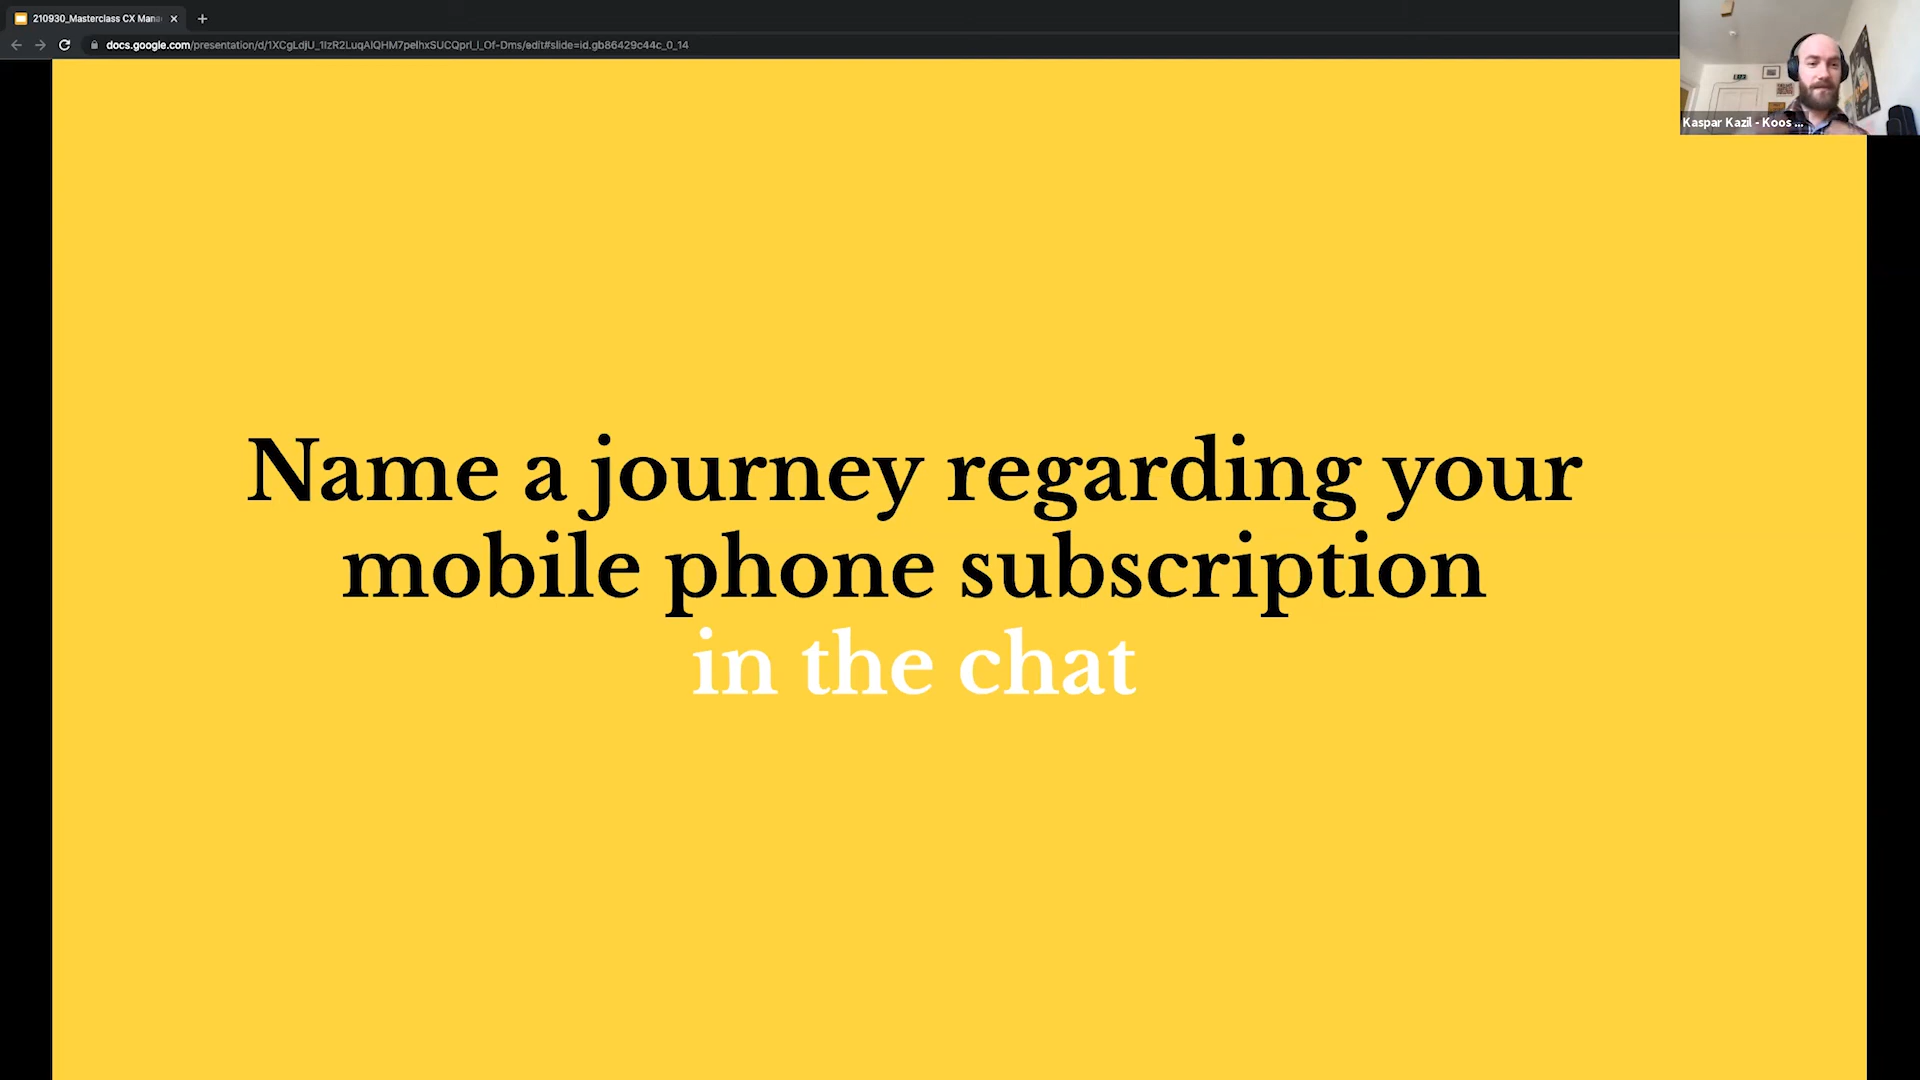 210930_Masterclass CX Mana
docs.google.com/presentation/d/1XCgLdjU_1IzR2LuqAlQHM7pelhxSUCQprl_l_Of-Dms/edit#slide=id.gb86429c44c_0_14
Kaspar Kazil - Koos ...
Name a journey regarding your
mobile phone subscription
in the chat